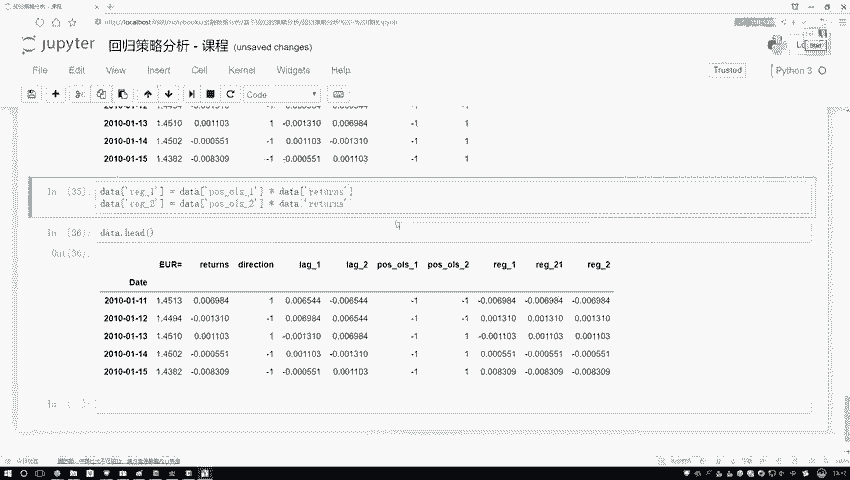 回归策略分析 - 课程
jupyter 回归策略分析 - 课程 (unsaved changes)
File Edit View Insert Cell Kernel Widgets Help
Trusted Python 3
Code
2010-01-13 1.4510 0.001103 -1 -0.001310 0.006984 -1 1
2010-01-14 1.4502 -0.000551 -1 0.001103 -0.001310 -1 1
2010-01-15 1.4382 -0.008309 -1 -0.000551 0.001103 -1 1
In [35]: data['reg_1'] = data['pos_ols_1'] * data['returns']
data['reg_2'] = data['pos_ols_2'] * data['returns']
In [36]: data.head()
Out[36]:
EUR= returns direction lag_1 lag_2 pos_ols_1 pos_ols_2 reg_1 reg_21 reg_2
Date
2010-01-11 1.4513 0.006984 1 0.006544 -0.006544 -1 -1 -0.006984 -0.006984 -0.006984
2010-01-12 1.4494 -0.001310 -1 0.006984 0.006544 -1 -1 0.001310 0.001310 0.001310
2010-01-13 1.4510 0.001103 1 -0.001310 0.006984 -1 1 -0.001103 0.001103 0.001103
2010-01-14 1.4502 -0.000551 -1 0.001103 -0.001310 -1 1 0.000551 -0.000551 -0.000551
2010-01-15 1.4382 -0.008309 -1 -0.000551 0.001103 -1 1 0.008309 -0.008309 -0.008309
In [ ]: